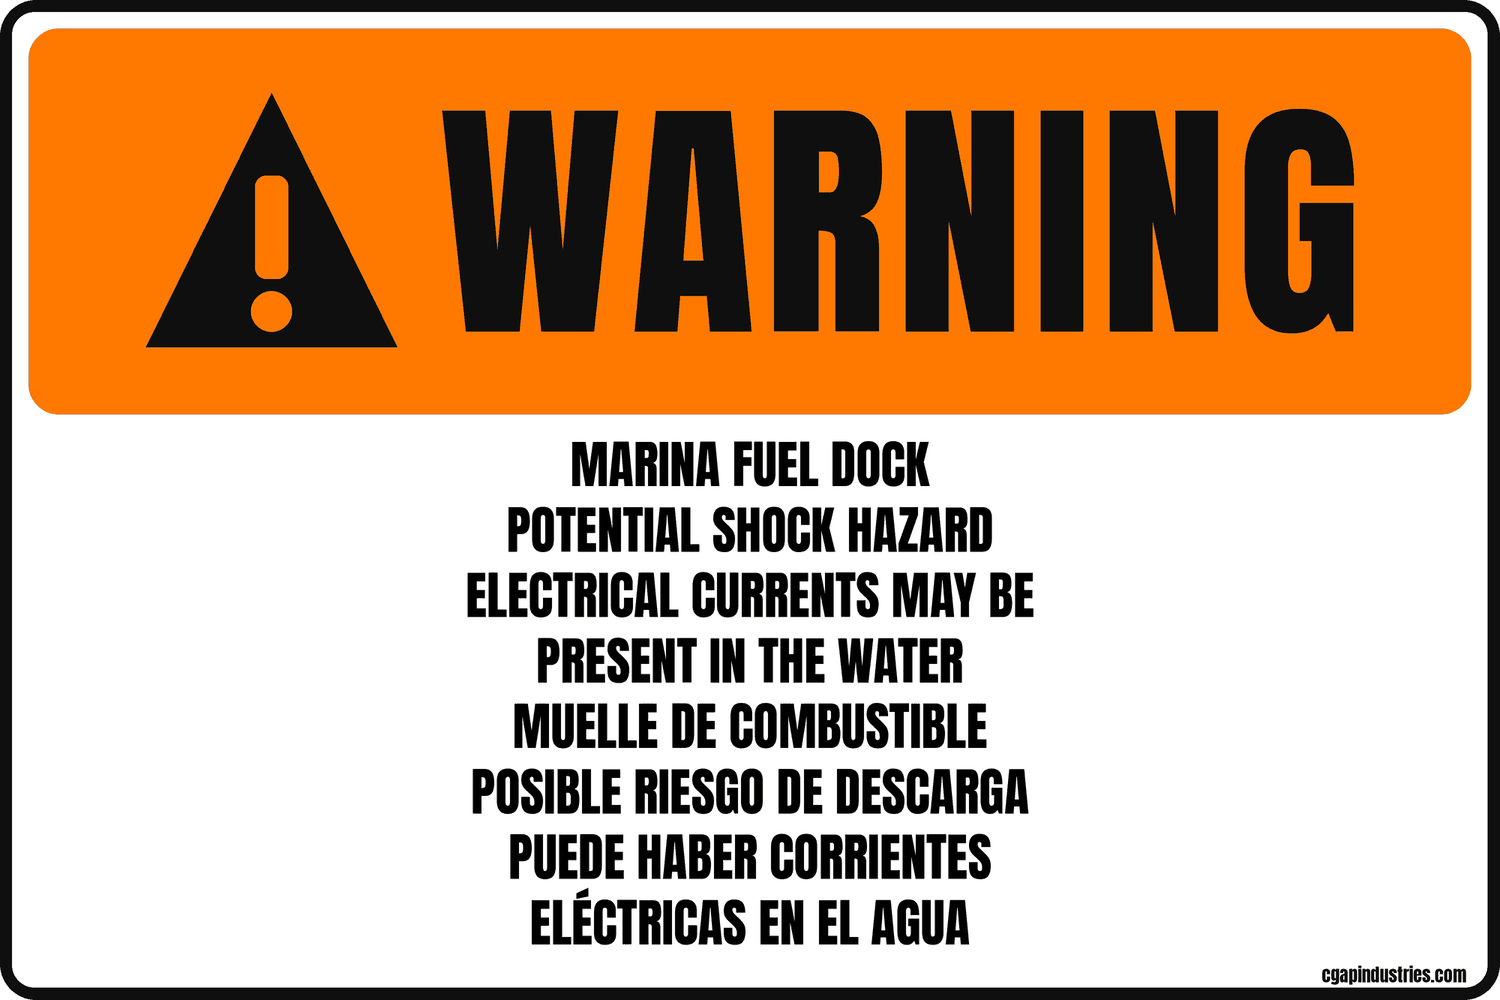 WARNING
MARINA FUEL DOCK
POTENTIAL SHOCK HAZARD
ELECTRICAL CURRENTS MAY BE
PRESENT IN THE WATER
MUELLE DE COMBUSTIBLE
POSIBLE RIESGO DE DESCARGA
PUEDE HABER CORRIENTES
ELÉCTRICAS EN EL AGUA
cgapindustries.com